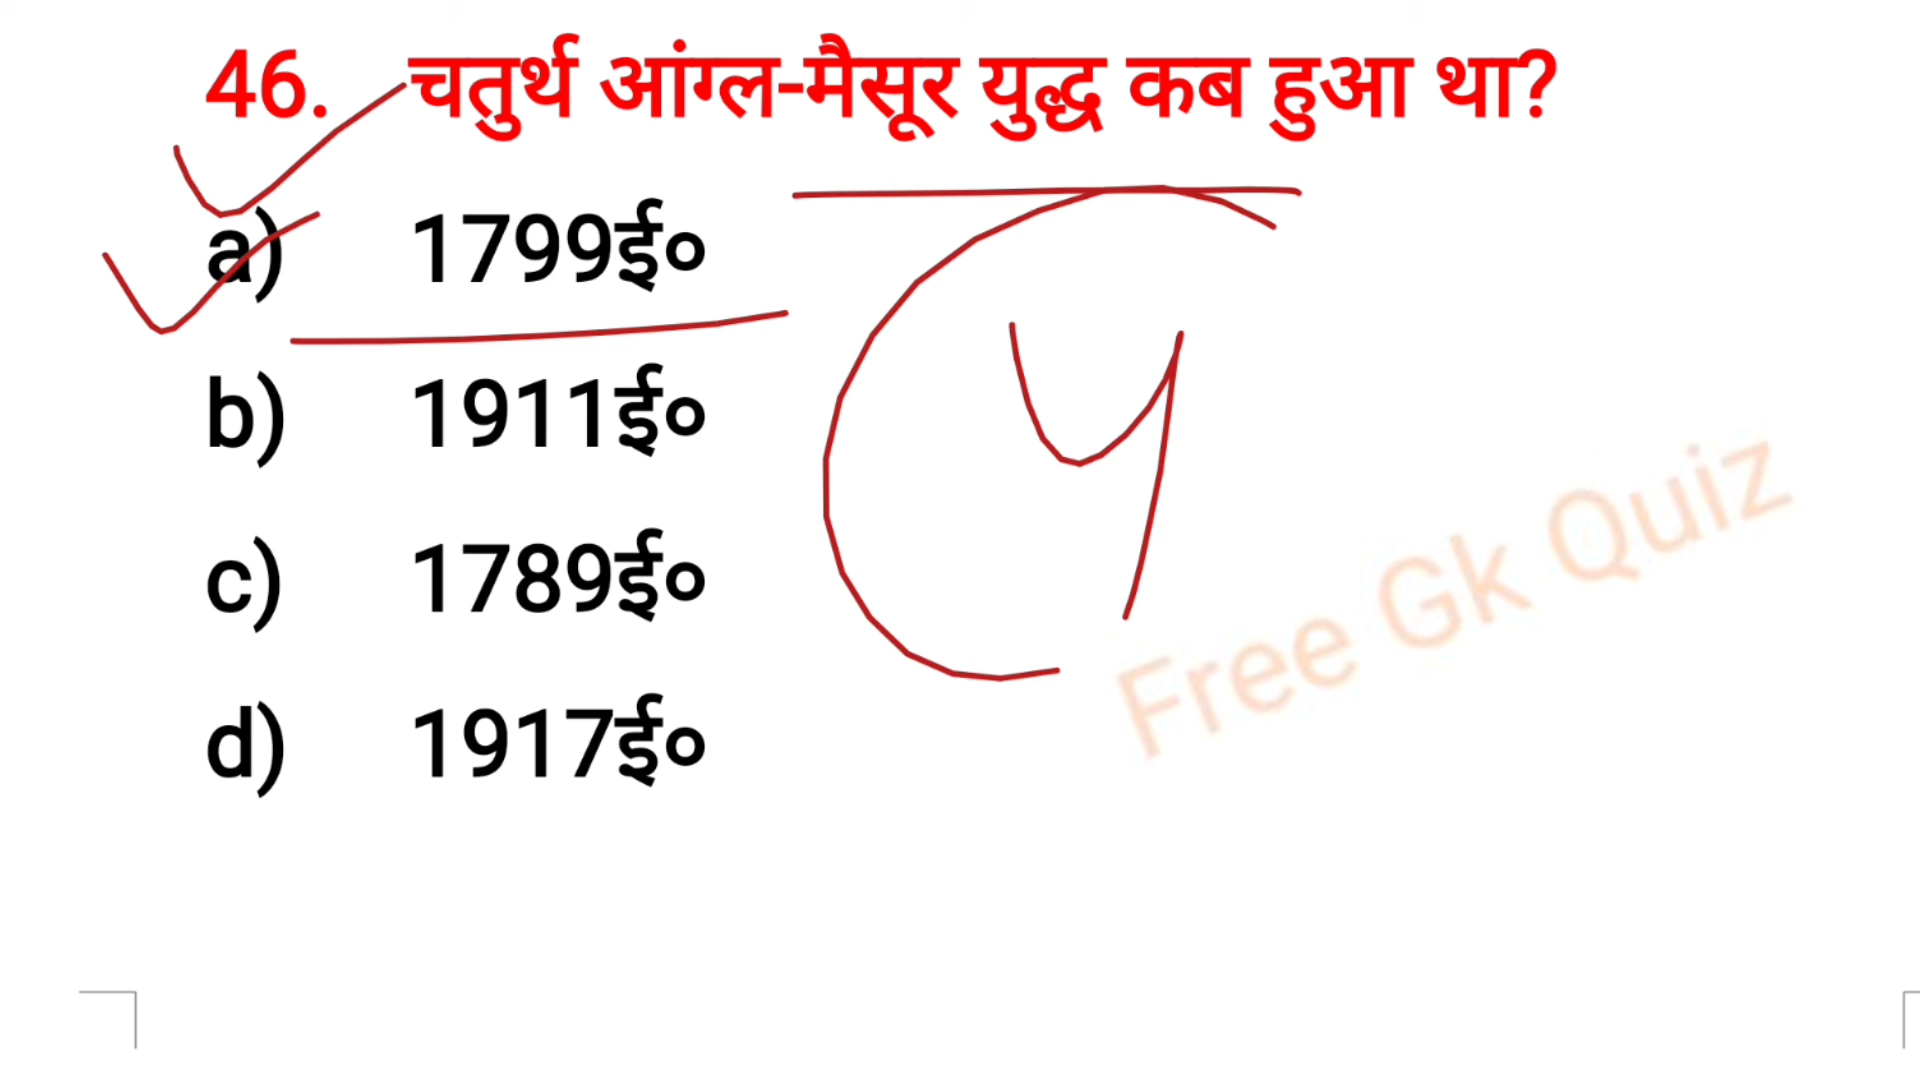 46. चतुर्थ आंग्ल-मैसूर युद्ध कब हुआ था?
a) 1799ई०
b) 1911ई०
c) 1789ई०
d) 1917ई०
Free Gk Quiz